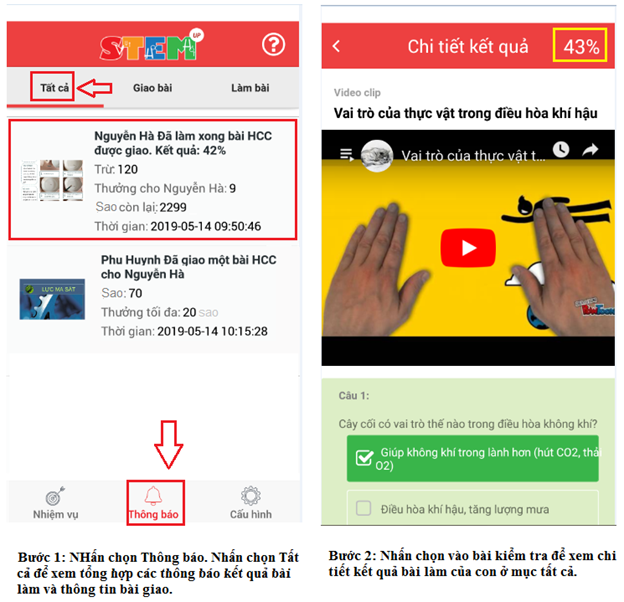 STEM UP
?
Tất cả
Giao bài
Làm bài
Nguyễn Hà Đã làm xong bài HCC
được giao. Kết quả: 42%
Trừ: 120
Thưởng cho Nguyễn Hà: 9
Sao còn lại: 2299
Thời gian: 2019-05-14 09:50:46
LỰC MA SÁT
Phu Huynh Đã giao một bài HCC
cho Nguyễn Hà
Sao: 70
Thưởng tối đa: 20 sao
Thời gian: 2019-05-14 10:15:28
Nhiệm vụ
Thông báo
Cấu hình
Bước 1: NHấn chọn Thông báo. Nhấn chọn Tất
cả để xem tổng hợp các thông báo kết quả bài
làm và thông tin bài giao.
Chi tiết kết quả
43%
Video clip
Vai trò của thực vật trong điều hòa khí hậu
Vai trò của thực vật t...
Câu 1:
Cây cối có vai trò thế nào trong điều hòa không khí?
Giúp không khí trong lành hơn (hút CO2, thả
O2)
Điều hòa khí hậu, tăng lượng mưa
Bước 2: Nhấn chọn vào bài kiểm tra để xem chi
tiết kết quả bài làm của con ở mục tất cả.